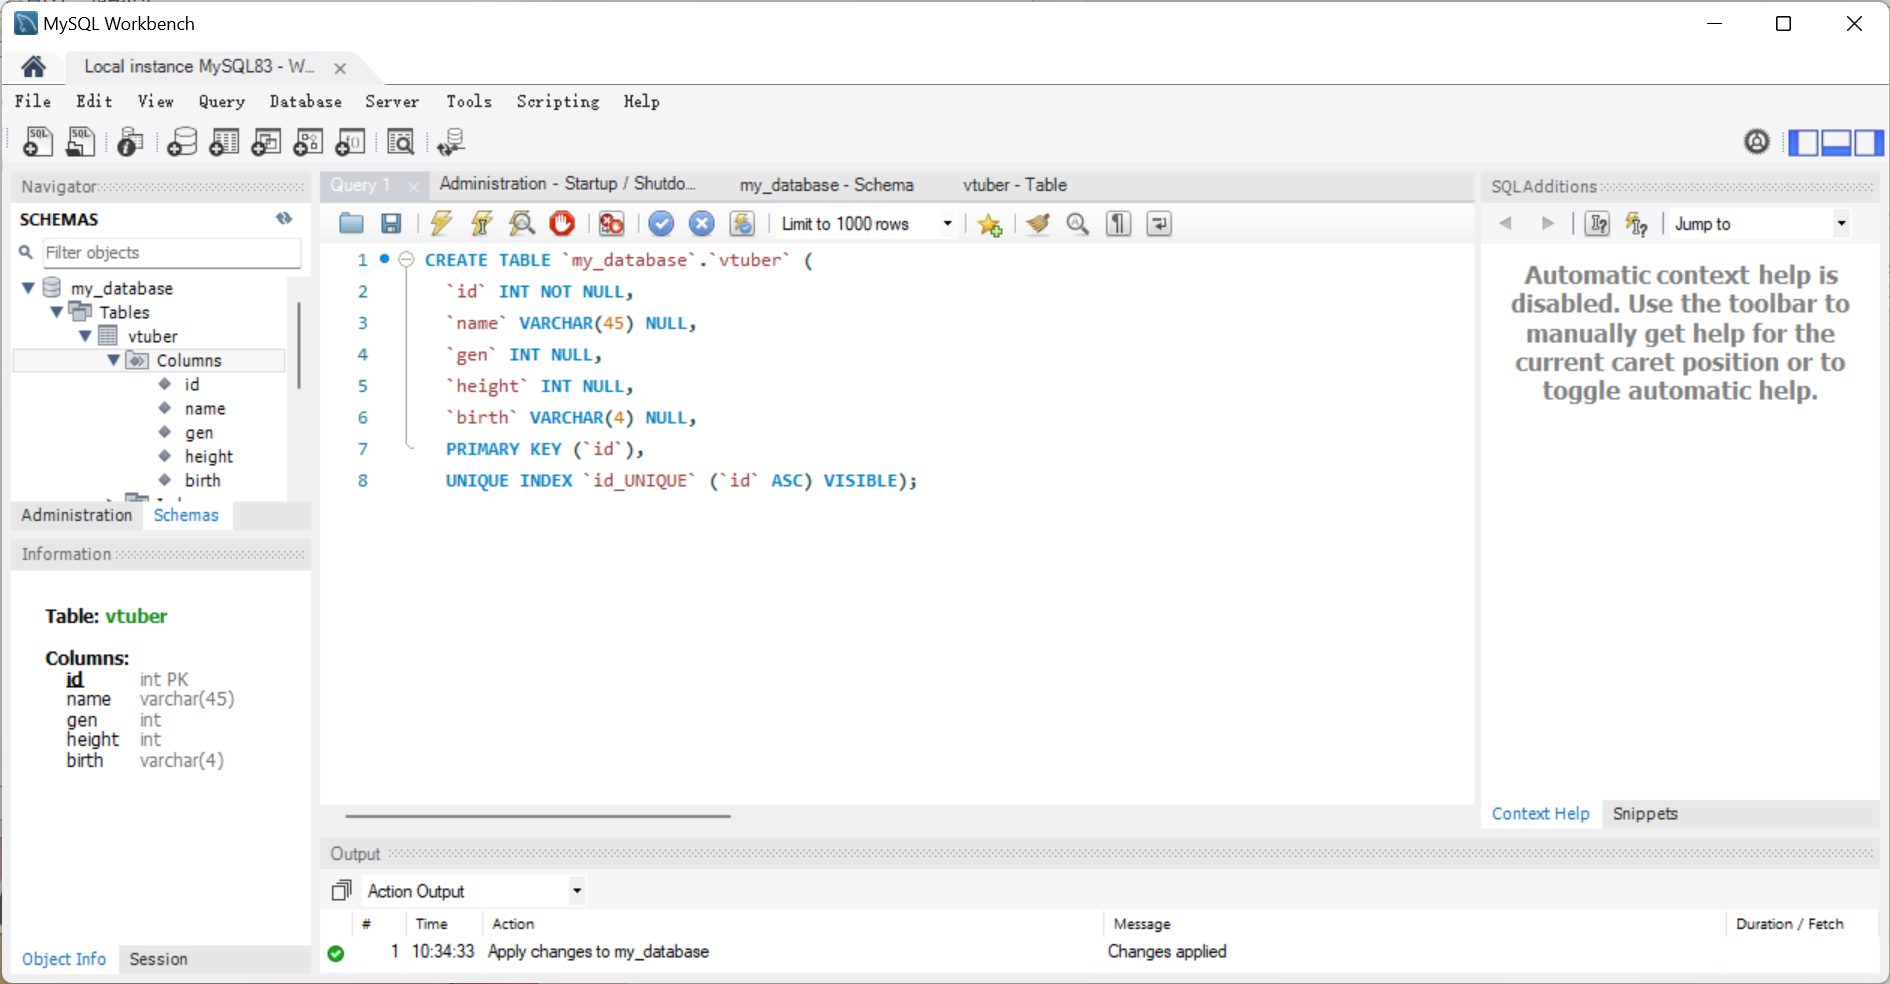 MySQL Workbench
Local instance MySQL83 - W...
File Edit View Query Database Server Tools Scripting Help
Navigator
SCHEMAS
Filter objects
my_database
Tables
vtuber
Columns
id
name
gen
height
birth
Administration Schemas
Information
Table: vtuber
Columns:
id int PK
name varchar(45)
gen int
height int
birth varchar(4)
Object Info Session
Query 1 Administration - Startup / Shutdo... my_database - Schema vtuber - Table
Limit to 1000 rows
1 CREATE TABLE `my_database`.`vtuber` (
2 `id` INT NOT NULL,
3 `name` VARCHAR(45) NULL,
4 `gen` INT NULL,
5 `height` INT NULL,
6 `birth` VARCHAR(4) NULL,
7 PRIMARY KEY (`id`),
8 UNIQUE INDEX `id_UNIQUE` (`id` ASC) VISIBLE);
SQLAdditions
Jump to
Automatic context help is
disabled. Use the toolbar to
manually get help for the
current caret position or to
toggle automatic help.
Context Help Snippets
Output
Action Output
# Time Action Message Duration / Fetch
1 10:34:33 Apply changes to my_database Changes applied